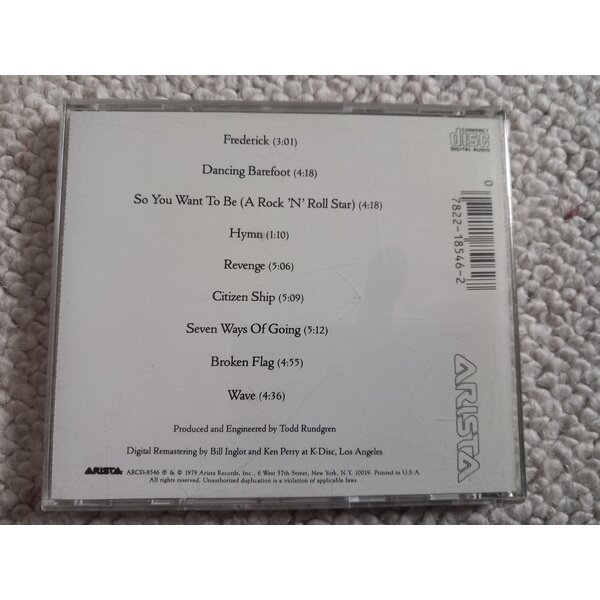 Frederick (3:01)
Dancing Barefoot (4:18)
So You Want To Be (A Rock 'N' Roll Star) (4:18)
Hymn (1:10)
Revenge (5:06)
Citizen Ship (5:09)
Seven Ways Of Going (5:12)
Broken Flag (4:55)
Wave (4:36)
Produced and Engineered by Todd Rundgren
Digital Remastering by Bill Inglot and Ken Perry at K-Disc, Los Angeles
ARISTA ARCD-8546 ℗ & © 1979 Arista Records, Inc., 6 West 57th Street, New York, N.Y. 10019. Printed in U.S.A.
All rights reserved. Unauthorized duplication is a violation of applicable laws.
COMPACT
disc
DIGITAL AUDIO
0
7822-18546-2
ARISTA